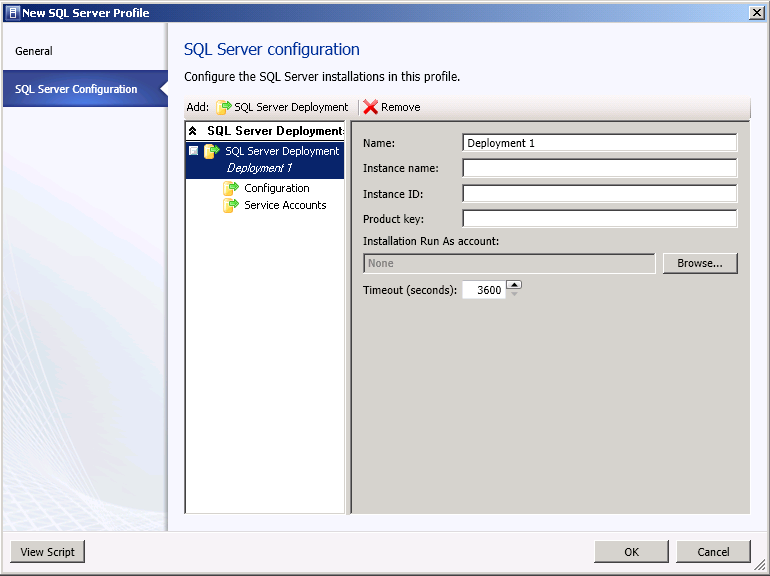 New SQL Server Profile
General
SQL Server Configuration
SQL Server configuration
Configure the SQL Server installations in this profile.
Add: SQL Server Deployment Remove
SQL Server Deployment:
SQL Server Deployment
Deployment 1
Configuration
Service Accounts
Name: Deployment 1
Instance name:
Instance ID:
Product key:
Installation Run As account:
None Browse...
Timeout (seconds): 3600
View Script OK Cancel